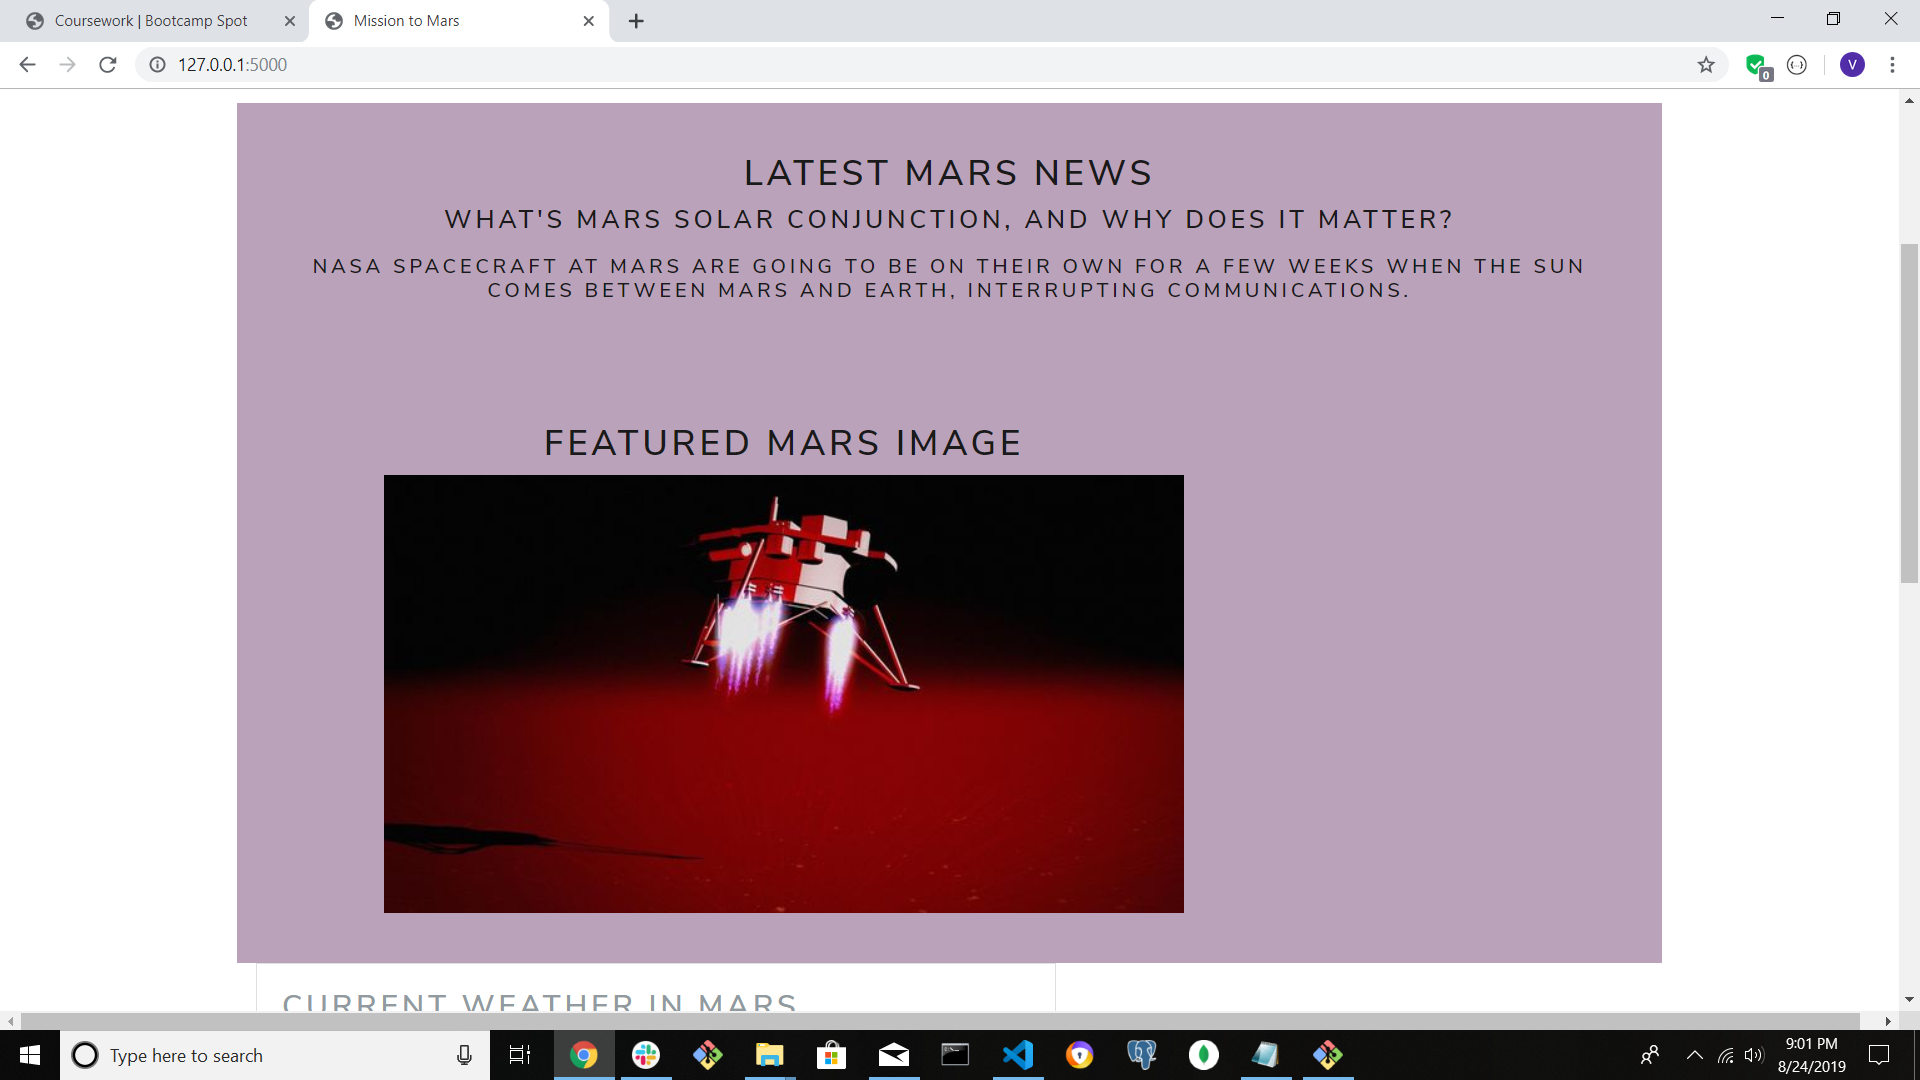 Coursework | Bootcamp Spot
Mission to Mars
127.0.0.1:5000
0
V
LATEST MARS NEWS
WHAT'S MARS SOLAR CONJUNCTION, AND WHY DOES IT MATTER?
NASA SPACECRAFT AT MARS ARE GOING TO BE ON THEIR OWN FOR A FEW WEEKS WHEN THE SUN
COMES BETWEEN MARS AND EARTH, INTERRUPTING COMMUNICATIONS.
FEATURED MARS IMAGE
CURRENT WEATHER IN MARS
Type here to search
9:01 PM
8/24/2019